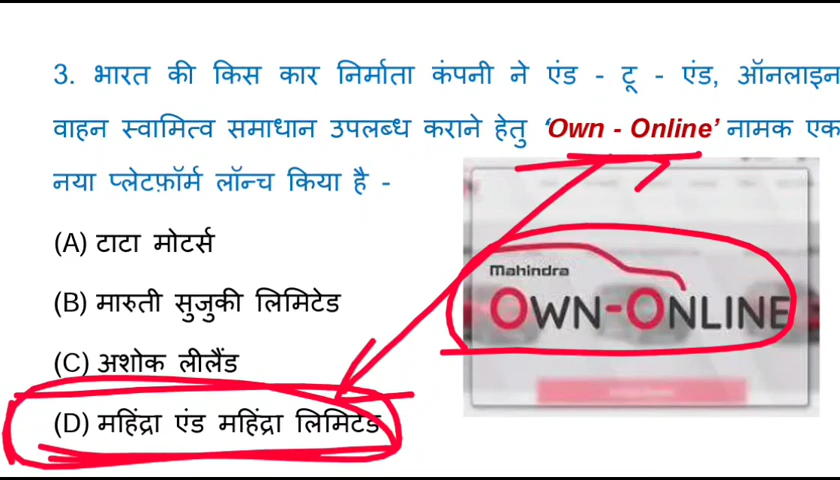 3. भारत की किस कार निर्माता कंपनी ने एंड - टू - एंड, ऑनलाइन
वाहन स्वामित्व समाधान उपलब्ध कराने हेतु ‘Own - Online’ नामक एक
नया प्लेटफ़ॉर्म लॉन्च किया है -
(A) टाटा मोटर्स
(B) मारुती सुजुकी लिमिटेड
(C) अशोक लीलैंड
(D) महिंद्रा एंड महिंद्रा लिमिटेड
Mahindra
OWN-ONLINE